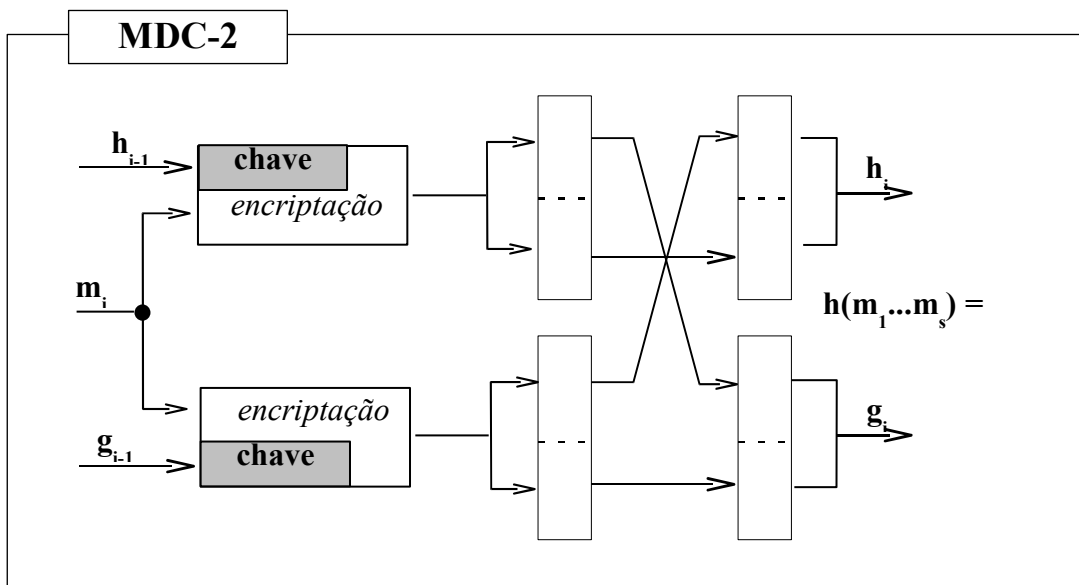 MDC-2
h_{i-1}
chave
encriptação
h_i
m_i
h(m_1...m_s) =
encriptação
g_{i-1}
chave
g_i